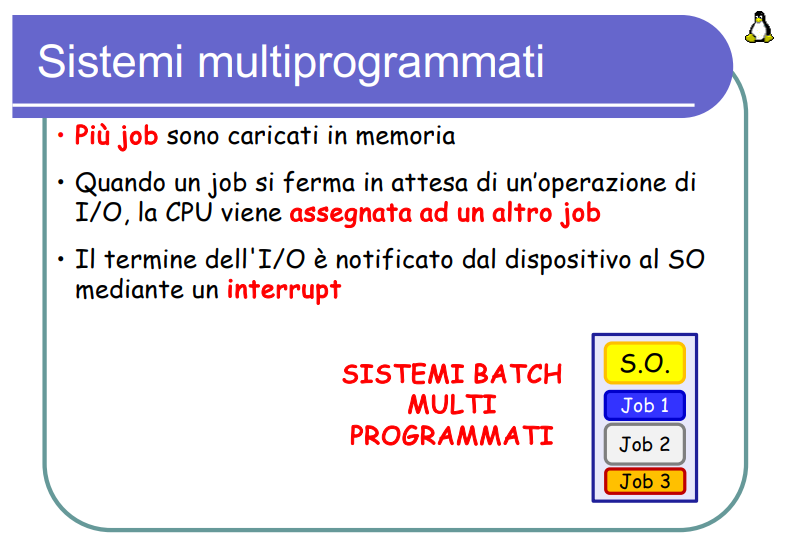 Sistemi multiprogrammati
• Più job sono caricati in memoria
• Quando un job si ferma in attesa di un’operazione di
I/O, la CPU viene assegnata ad un altro job
• Il termine dell'I/O è notificato dal dispositivo al SO
mediante un interrupt
SISTEMI BATCH
MULTI
PROGRAMMATI
S.O.
Job 1
Job 2
Job 3